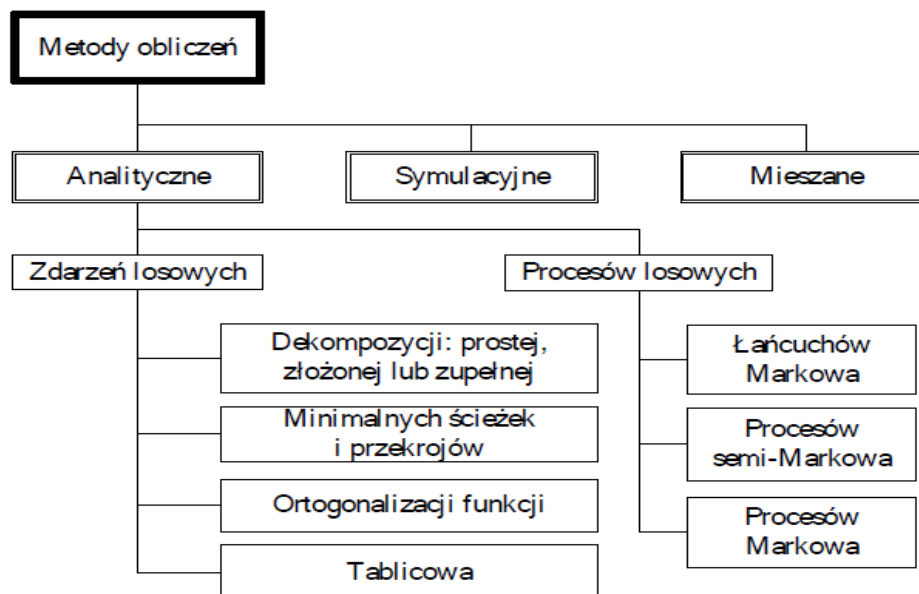 Metody obliczeń
Analityczne
Symulacyjne
Mieszane
Zdarzeń losowych
Procesów losowych
Dekompozycji: prostej,
złożonej lub zupełnej
Minimalnych ścieżek
i przekrojów
Ortogonalizacji funkcji
Tablicowa
Łańcuchów
Markowa
Procesów
semi-Markowa
Procesów
Markowa